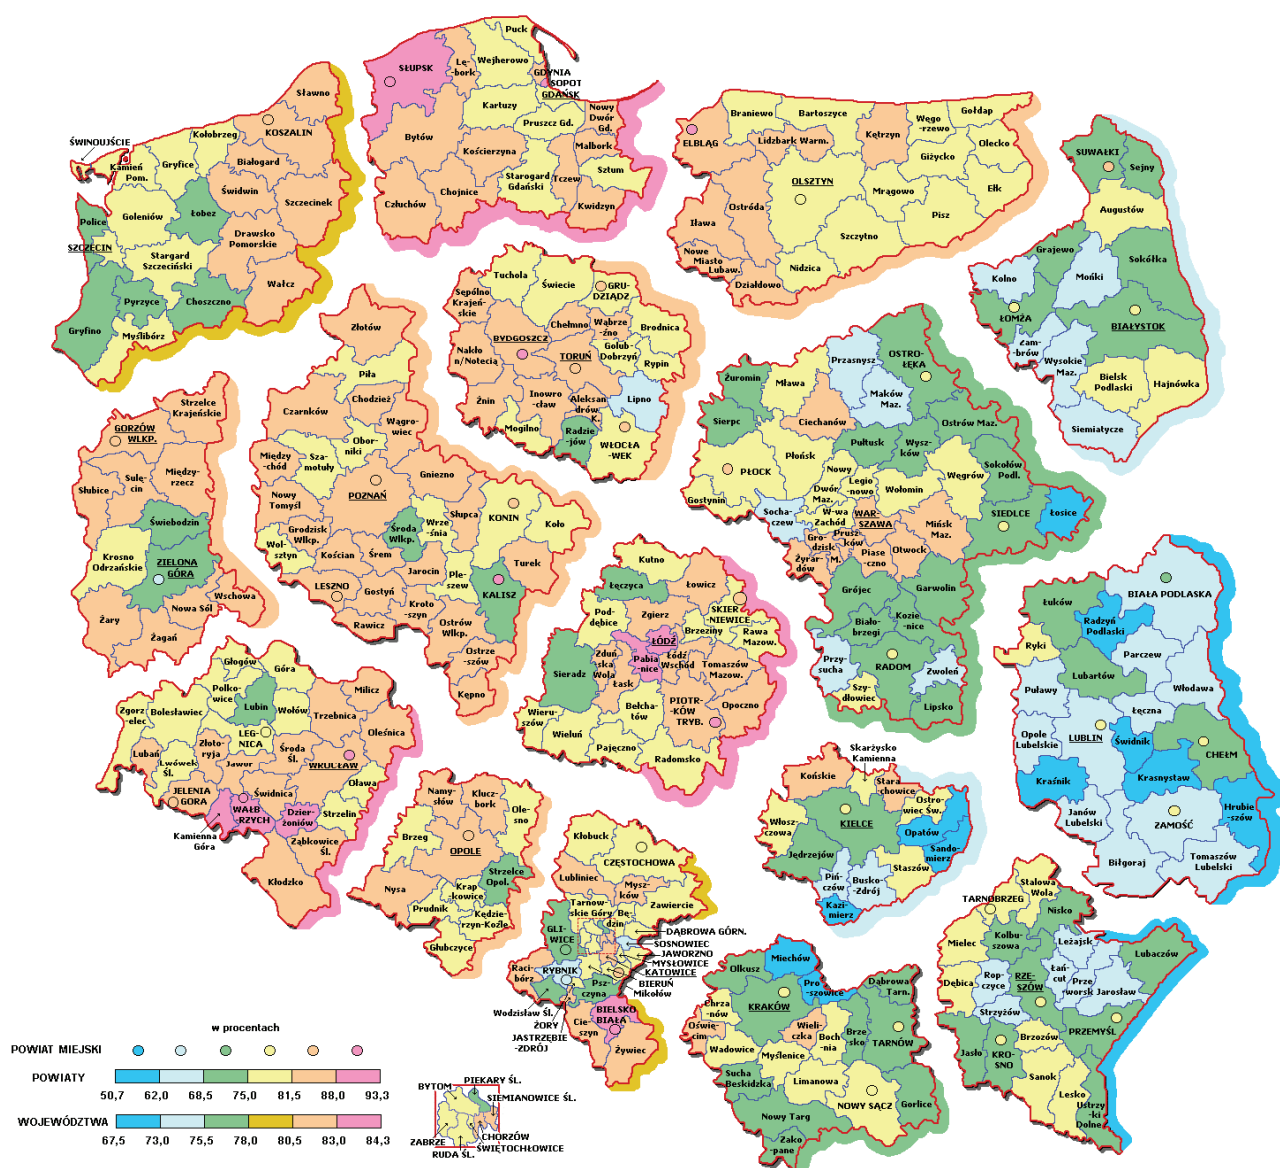 Puck
SŁUPSK
Lę-
bork
Wejherowo
GDYNIA
SOPOT
GDAŃSK
Kartuzy
Pruszcz Gd.
Nowy
Dwór
Gd.
Bytów
Kościerzyna
Malbork
Starogard
Gdański
Tczew
Sztum
Człuchów
Chojnice
Kwidzyn
Sławno
KOSZALIN
Kołobrzeg
ŚWINOUJŚCIE
Kamień
Pom.
Gryfice
Białogard
Świdwin
Szczecinek
Goleniów
Łobez
Police
SZCZECIN
Drawsko
Pomorskie
Stargard
Szczeciński
Wałcz
Pyrzyce
Choszczno
Gryfino
Myślibórz
ELBLĄG
Braniewo
Bartoszyce
Lidzbark Warm.
Kętrzyn
Węgo
-rzewo
Gołdap
Olecko
Giżycko
OLSZTYN
Mrągowo
Ełk
Ostróda
Iława
Pisz
Szczytno
Nowe
Miasto
Lubaw.
Nidzica
Działdowo
SUWAŁKI
Sejny
Augustów
Grajewo
Kolno
Mońki
Sokółka
ŁOMŻA
BIAŁYSTOK
Zam-
brów
Wysokie
Maz.
Bielsk
Podlaski
Hajnówka
Siemiatycze
Tuchola
Świecie
GRU-
DZIĄDZ
Sępólno
Krajeń-
skie
Chełmno
Wąbrze
-źno
Brodnica
BYDGOSZCZ
TORUŃ
Golub-
Dobrzyń
Rypin
Nakło
n/Notecią
Żnin
Inowro
-cław
Aleksan
-drów
K.
Lipno
Mogilno
Radzie
-jów
WŁOCŁA
-WEK
Złotów
Piła
Chodzież
Czarnków
Wągro-
wiec
Obor-
niki
Sza-
motuły
Między
-chód
Gniezno
POZNAŃ
Nowy
Tomyśl
Słupca
KONIN
Koło
Wrze-
śnia
Środa
Wlkp.
Grodzisk
Wlkp.
Wol-
sztyn
Kościan
Śrem
Jarocin
Ple-
szew
Turek
LESZNO
Gostyń
KALISZ
Kroto
-szyn
Rawicz
Ostrów
Wlkp.
Ostrze
-szów
Kępno
Strzelce
Krajeńskie
GORZÓW
WLKP.
Słubice
Sulę-
cin
Między-
rzecz
Świebodzin
Krosno
Odrzańskie
ZIELONA
GÓRA
Wschowa
Nowa Sól
Żary
Żagań
OSTRO-
ŁĘKA
Przasnysz
Żuromin
Mława
Maków
Maz.
Ciechanów
Sierpc
Ostrów Maz.
Pułtusk
Wysz-
ków
Płońsk
PŁOCK
Nowy
Dwór
Maz.
Legio
-nowo
Wołomin
Węgrów
Sokołów
Podl.
Gostynin
Socha-
czew
W-wa
Zachód
WAR-
SZAWA
Mińsk
Maz.
SIEDLCE
Łosice
Gro-
dzisk
M.
Prusz
ków
Piase
-czno
Otwock
Żyrar-
dów
Grójec
Garwolin
Biało-
brzegi
Kozie
-nice
Przy-
sucha
RADOM
Zwoleń
Szy-
dłowiec
Lipsko
Kutno
Łęczyca
Łowicz
Pod-
dębice
Zgierz
SKIER
-NIEWICE
Brzeziny
Rawa
Mazow.
ŁÓDŹ
Pabia
-nice
Łódź
Wschód
Zduń
ska
Wola
Sieradz
Łask
Tomaszów
Mazow.
PIOTR-
KÓW
TRYB.
Opoczno
Bełcha-
tów
Wieru-
szów
Wieluń
Pajęczno
Radomsko
Głogów
Góra
Polko-
wice
Lubin
Wołów
Milicz
Trzebnica
Oleśnica
Zgorz
-elec
Bolesławiec
LEG-
NICA
Środa
Śl.
WROCŁAW
Lubań
Złoto-
ryja
Lwówek
Śl.
Jawor
Oława
JELENIA
GÓRA
Świdnica
WAŁB
-RZYCH
Dzier-
żoniów
Strzelin
Kamienna
Góra
Ząbkowice
Śl.
Kłodzko
Namy-
słów
Klucz-
bork
Ole-
sno
Brzeg
OPOLE
Strzelce
Opol.
Nysa
Krap
-kowice
Prudnik
Kędzie-
rzyn-Koźle
Głubczyce
Kłobuck
CZĘSTOCHOWA
Lubliniec
Mysz-
ków
Zawiercie
Tarnow-
skie Góry
Bę-
dzin
GLI-
WICE
DĄBROWA GÓRN.
SOSNOWIEC
JAWORZNO
MYSŁOWICE
KATOWICE
BIERUŃ
Mikołów
Raci-
bórz
RYBNIK
Psz-
czyna
Wodzisław Śl.
ŻORY
JASTRZĘBIE
-ZDRÓJ
BIELSKO
BIAŁA
Cie-
szyn
Żywiec
Skarżysko
Kamienna
Końskie
Stara
chowice
Ostro-
wiec Św.
Włosz
-czowa
KIELCE
Opatów
Jędrzejów
Sando-
mierz
Staszów
Piń-
czów
Busko-
Zdrój
Kazi-
mierz
BIAŁA PODLASKA
Łuków
Radzyń
Podlaski
Parczew
Ryki
Lubartów
Włodawa
Puławy
Łęczna
Opole
Lubelskie
LUBLIN
Świdnik
CHEŁM
Kraśnik
Krasnystaw
Janów
Lubelski
ZAMOŚĆ
Hrubie
-szów
Biłgoraj
Tomaszów
Lubelski
Stalowa
Wola
TARNOBRZEG
Nisko
Mielec
Kolbu-
szowa
Leżajsk
Lubaczów
Dębica
Rop-
czyce
RZE-
SZÓW
Łań-
cut
Prze
-worsk
Jarosław
Strzyżów
PRZEMYŚL
Jasło
KRO-
SNO
Brzozów
Sanok
Lesko
Ustrzy
-ki
Dolne
Miechów
Olkusz
Pro-
szowice
Dąbrowa
Tarn.
Chrza
-nów
KRAKÓW
Oświę-
cim
Wieli-
czka
Boch-
nia
Brze
-sko
TARNÓW
Wadowice
Myślenice
Sucha
Beskidzka
Limanowa
NOWY SĄCZ
Gorlice
Nowy Targ
Zako
-pane
w procentach
POWIAT MIEJSKI
POWIATY
50,7 62,0 68,5 75,0 81,5 88,0 93,3
WOJEWÓDZTWA
67,5 73,0 75,5 78,0 80,5 83,0 84,3
BYTOM
PIEKARY ŚL.
SIEMIANOWICE ŚL.
CHORZÓW
ŚWIĘTOCHŁOWICE
ZABRZE
RUDA ŚL.